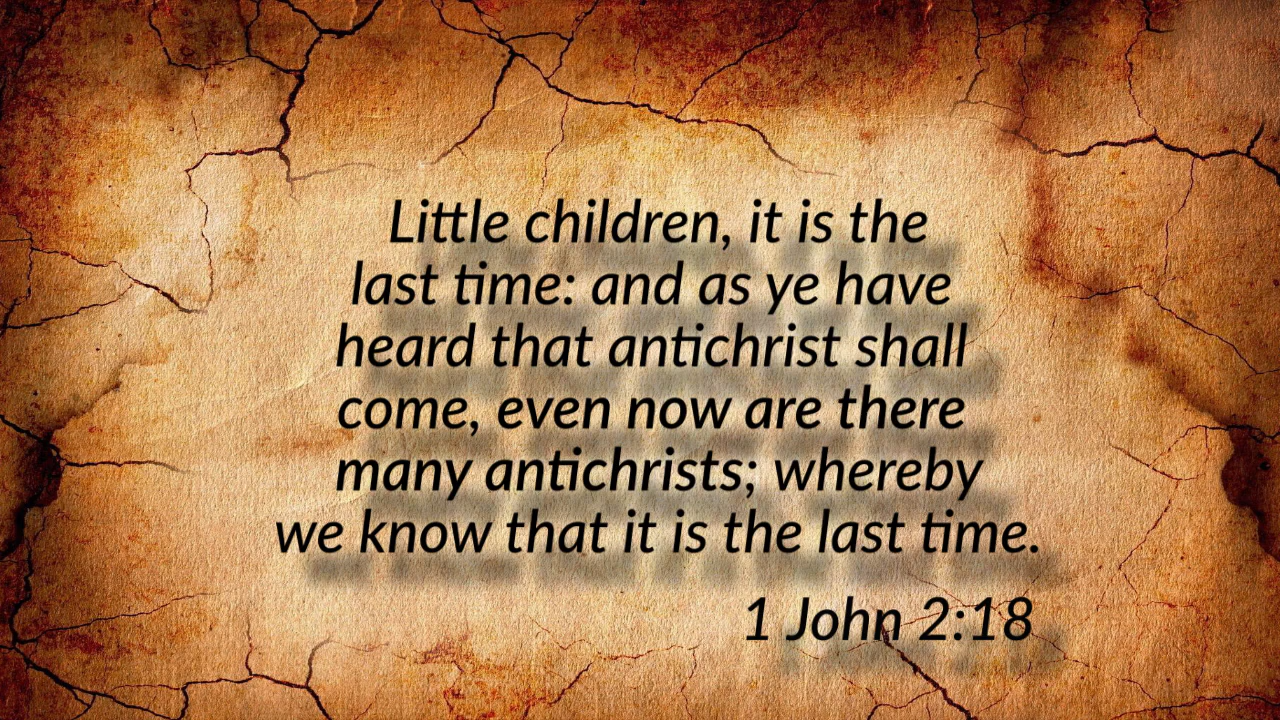 Little children, it is the
last time: and as ye have
heard that antichrist shall
come, even now are there
many antichrists; whereby
we know that it is the last time.
1 John 2:18